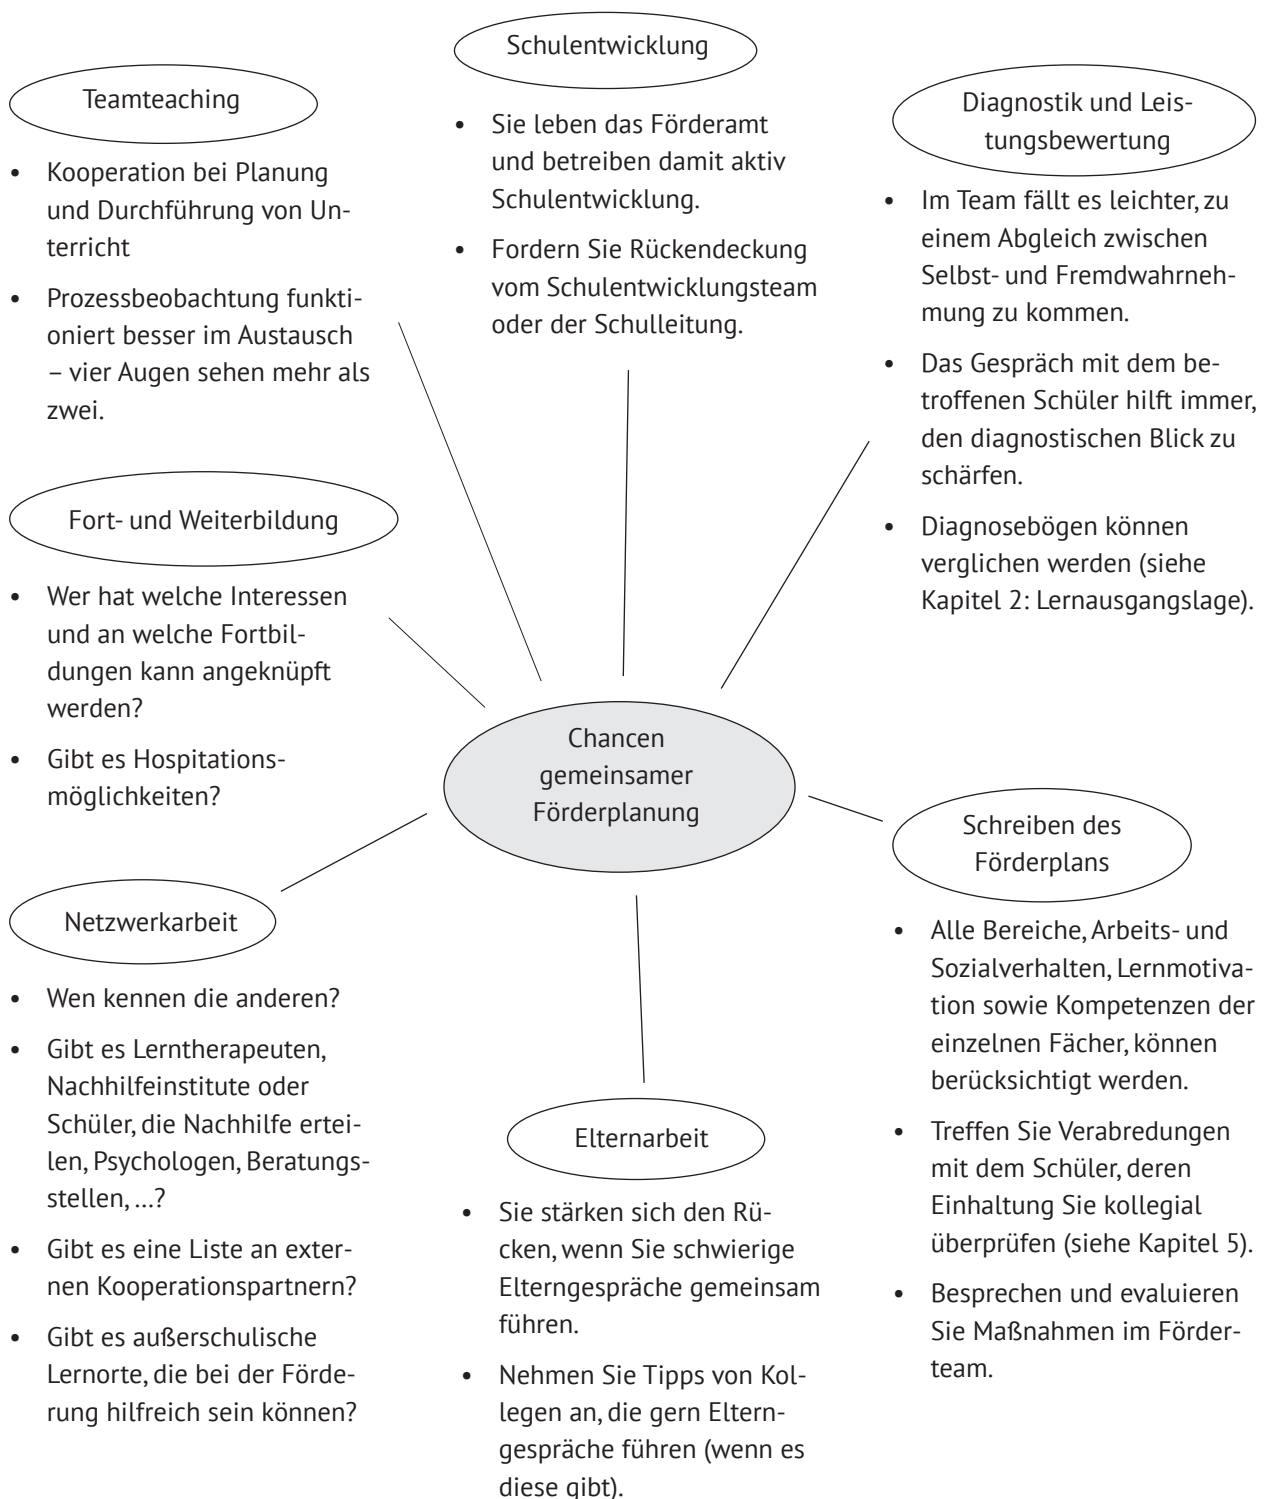 Schulentwicklung
• Sie leben das Förderamt
und betreiben damit aktiv
Schulentwicklung.
• Fordern Sie Rückendeckung
vom Schulentwicklungsteam
oder der Schulleitung.
Teamteaching
• Kooperation bei Planung
und Durchführung von Un-
terricht
• Prozessbeobachtung funkti-
oniert besser im Austausch
– vier Augen sehen mehr als
zwei.
Diagnostik und Leis-
tungsbewertung
• Im Team fällt es leichter, zu
einem Abgleich zwischen
Selbst- und Fremdwahrneh-
mung zu kommen.
• Das Gespräch mit dem be-
troffenen Schüler hilft immer,
den diagnostischen Blick zu
schärfen.
• Diagnosebögen können
verglichen werden (siehe
Kapitel 2: Lernausgangslage).
Fort- und Weiterbildung
• Wer hat welche Interessen
und an welche Fortbil-
dungen kann angeknüpft
werden?
• Gibt es Hospitations-
möglichkeiten?
Chancen
gemeinsamer
Förderplanung
Netzwerkarbeit
• Wen kennen die anderen?
• Gibt es Lerntherapeuten,
Nachhilfeinstitute oder
Schüler, die Nachhilfe ertei-
len, Psychologen, Beratungs-
stellen, ...?
• Gibt es eine Liste an exter-
nen Kooperationspartnern?
• Gibt es außerschulische
Lernorte, die bei der Förde-
rung hilfreich sein können?
Elternarbeit
• Sie stärken sich den Rü-
cken, wenn Sie schwierige
Elterngespräche gemeinsam
führen.
• Nehmen Sie Tipps von Kol-
legen an, die gern Eltern-
gespräche führen (wenn es
diese gibt).
Schreiben des
Förderplans
• Alle Bereiche, Arbeits- und
Sozialverhalten, Lernmotiva-
tion sowie Kompetenzen der
einzelnen Fächer, können
berücksichtigt werden.
• Treffen Sie Verabredungen
mit dem Schüler, deren
Einhaltung Sie kollegial
überprüfen (siehe Kapitel 5).
• Besprechen und evaluieren
Sie Maßnahmen im Förder-
team.